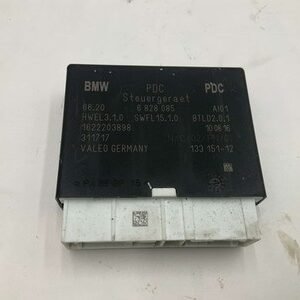 BMW PDC PDC
Steuergeraet
66.20 6 828 085 AI01
HWEL3.1.0 SWFL15.1.0 BTLD2.0.1
1622203898 10.08.16
311717
VALEO GERMANY 133 151-12